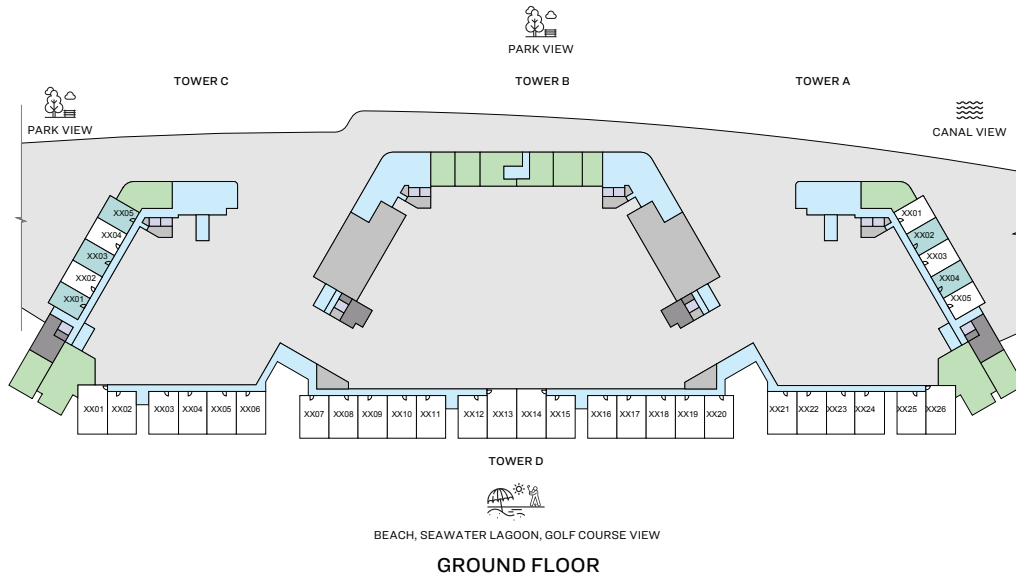 PARK VIEW
TOWER C
TOWER B
TOWER A
PARK VIEW
CANAL VIEW
XX05
XX04
XX03
XX02
XX01
XX01
XX02
XX03
XX04
XX05
XX01 XX02 XX03 XX04 XX05 XX06 XX07 XX08 XX09 XX10 XX11 XX12 XX13 XX14 XX15 XX16 XX17 XX18 XX19 XX20 XX21 XX22 XX23 XX24 XX25 XX26
TOWER D
BEACH, SEAWATER LAGOON, GOLF COURSE VIEW
GROUND FLOOR